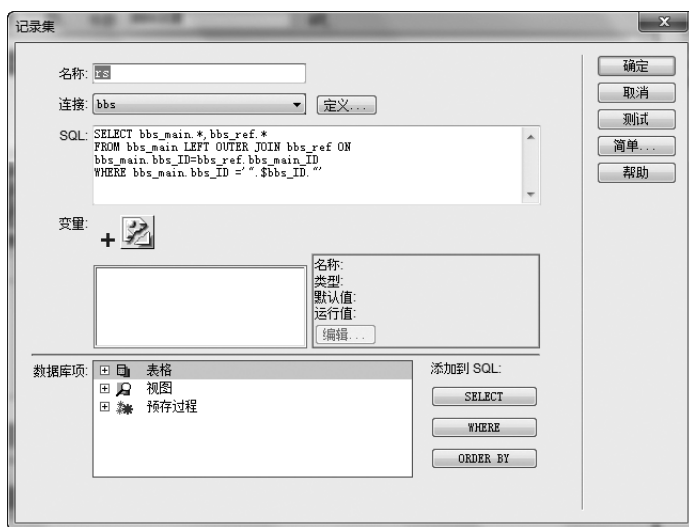 记录集
x
名称: rs
确定
连接: bbs
定义...
取消
SQL: SELECT bbs_main.*,bbs_ref.*
FROM bbs_main LEFT OUTER JOIN bbs_ref ON
bbs_main.bbs_ID=bbs_ref.bbs_main_ID
WHERE bbs_main.bbs_ID ='".$bbs_ID."'
测试
简单...
帮助
变量:
+
名称:
类型:
默认值:
运行值:
编辑...
数据库项:
表格
视图
预存过程
添加到 SQL:
SELECT
WHERE
ORDER BY